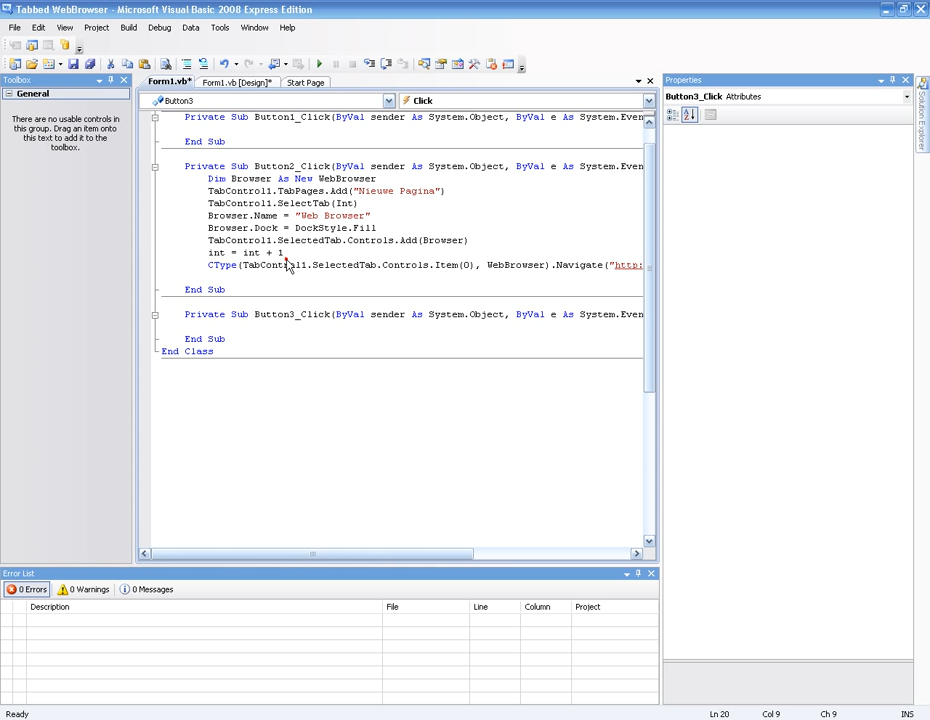 Tabbed WebBrowser - Microsoft Visual Basic 2008 Express Edition
File Edit View Project Build Debug Data Tools Window Help
Toolbox
General
There are no usable controls in
this group. Drag an item onto
this text to add it to the
toolbox.
Form1.vb* Form1.vb [Design]* Start Page
Button3 Click
Private Sub Button1_Click(ByVal sender As System.Object, ByVal e As System.Even
End Sub
Private Sub Button2_Click(ByVal sender As System.Object, ByVal e As System.Even
Dim Browser As New WebBrowser
TabControl1.TabPages.Add("Nieuwe Pagina")
TabControl1.SelectTab(Int)
Browser.Name = "Web Browser"
Browser.Dock = DockStyle.Fill
TabControl1.SelectedTab.Controls.Add(Browser)
int = int + 1
CType(TabControl1.SelectedTab.Controls.Item(0), WebBrowser).Navigate("http:
End Sub
Private Sub Button3_Click(ByVal sender As System.Object, ByVal e As System.Even
End Sub
End Class
Properties
Button3_Click Attributes
Solution Explorer
Error List
0 Errors 0 Warnings 0 Messages
Description File Line Column Project
Ready Ln 20 Col 9 Ch 9 INS